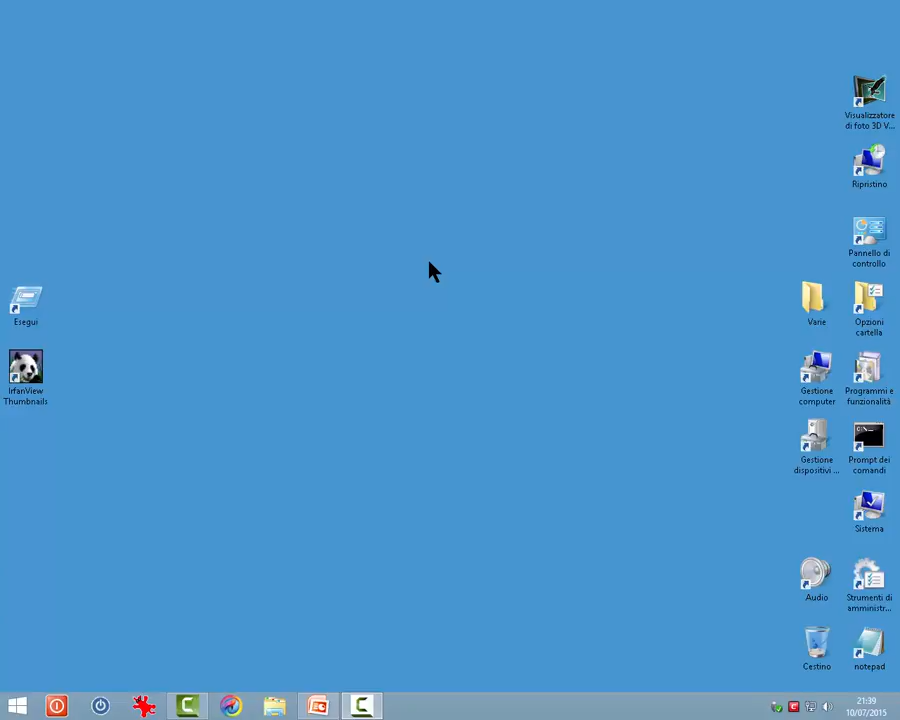 Visualizzatore
di foto 3D V...
Ripristino
Pannello di
controllo
Esegui
Varie
Opzioni
cartella
IrfanView
Thumbnails
Gestione
computer
Programmi e
funzionalità
Gestione
dispositivi ...
Prompt dei
comandi
Sistema
Audio
Strumenti di
amministr...
Cestino
notepad
21:39
10/07/2015